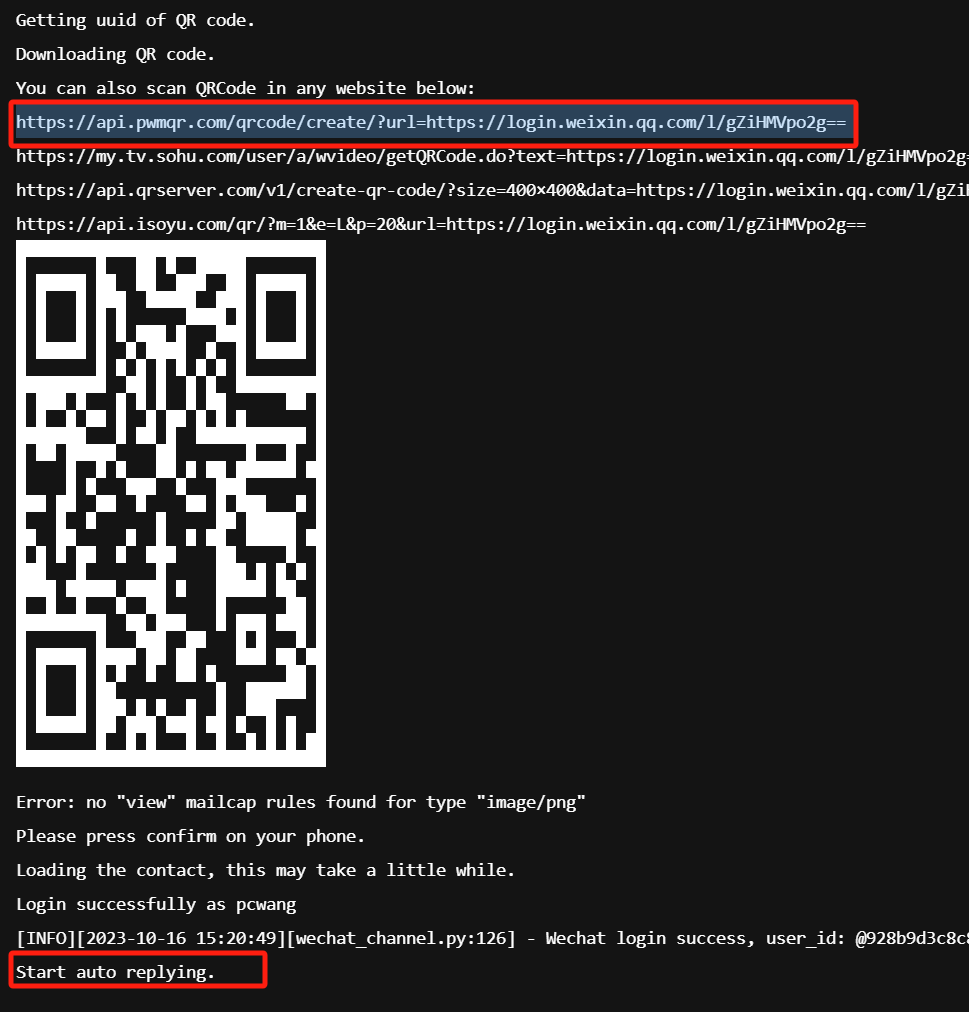 Getting uuid of QR code.
Downloading QR code.
You can also scan QRCode in any website below:
https://api.pwmqr.com/qrcode/create/?url=https://login.weixin.qq.com/l/gZiHMVpo2g==
https://my.tv.sohu.com/user/a/wvideo/getQRCode.do?text=https://login.weixin.qq.com/l/gZiHMVpo2g=
https://api.qrserver.com/v1/create-qr-code/?size=400×400&data=https://login.weixin.qq.com/l/gZiH
https://api.isoyu.com/qr/?m=1&e=L&p=20&url=https://login.weixin.qq.com/l/gZiHMVpo2g==
Error: no "view" mailcap rules found for type "image/png"
Please press confirm on your phone.
Loading the contact, this may take a little while.
Login successfully as pcwang
[INFO][2023-10-16 15:20:49][wechat_channel.py:126] - Wechat login success, user_id: @928b9d3c8c8
Start auto replying.